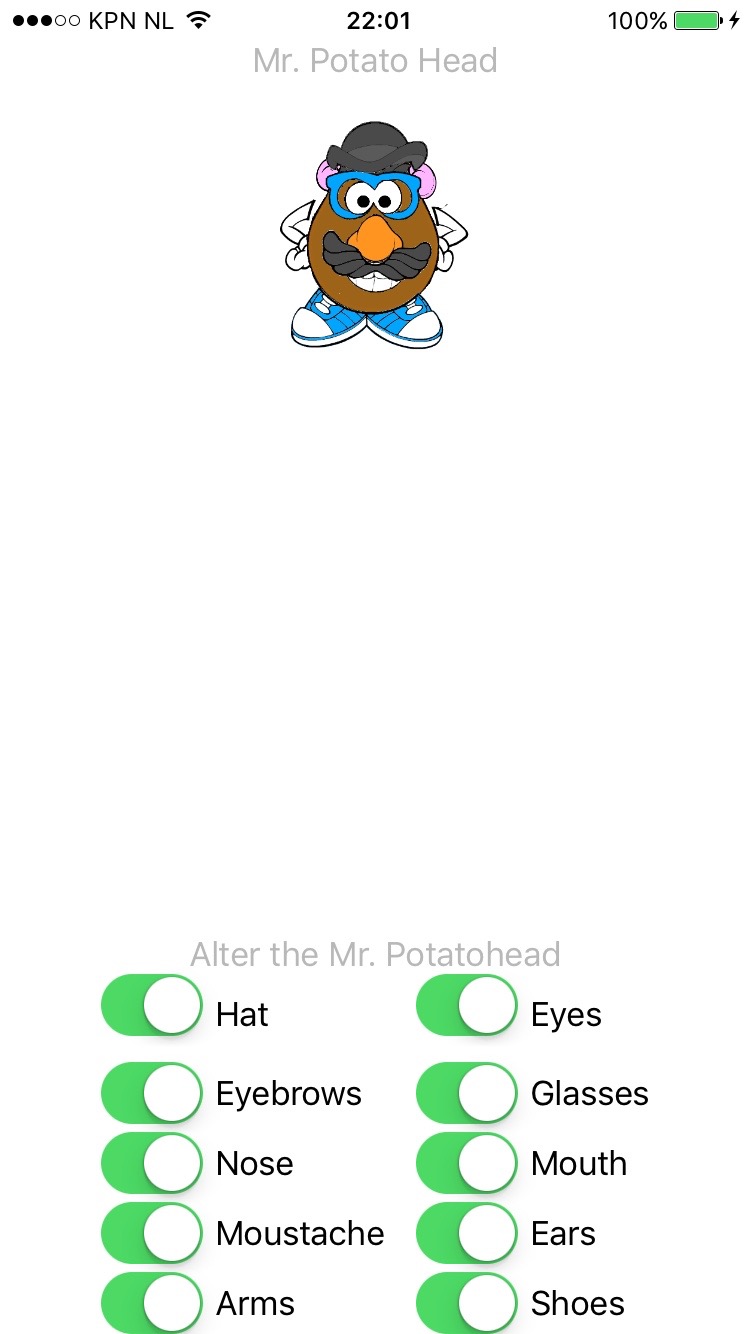 KPN NL 22:01 100%
Mr. Potato Head
Alter the Mr. Potatohead
Hat Eyes
Eyebrows Glasses
Nose Mouth
Moustache Ears
Arms Shoes